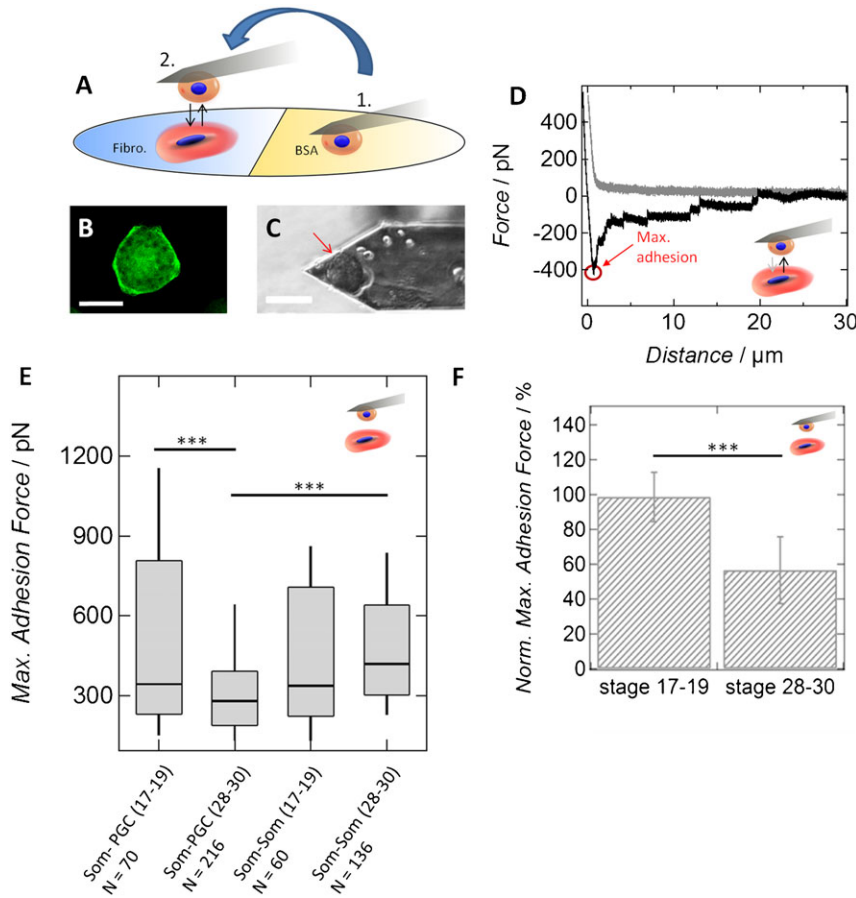 2.
A
1.
Fibro.
BSA
B
C
D
Force / pN
400
200
0
-200
-400
Max.
adhesion
0
10
20
30
Distance / µm
E
Max. Adhesion Force / pN
1200
900
600
300
***
***
Som- PGC (17-19)
N = 70
Som-PGC (28-30)
N = 216
Som-Som (17-19)
N = 60
Som-Som (28-30)
N = 136
F
Norm. Max. Adhesion Force / %
140
120
100
80
60
40
20
0
***
stage 17-19
stage 28-30